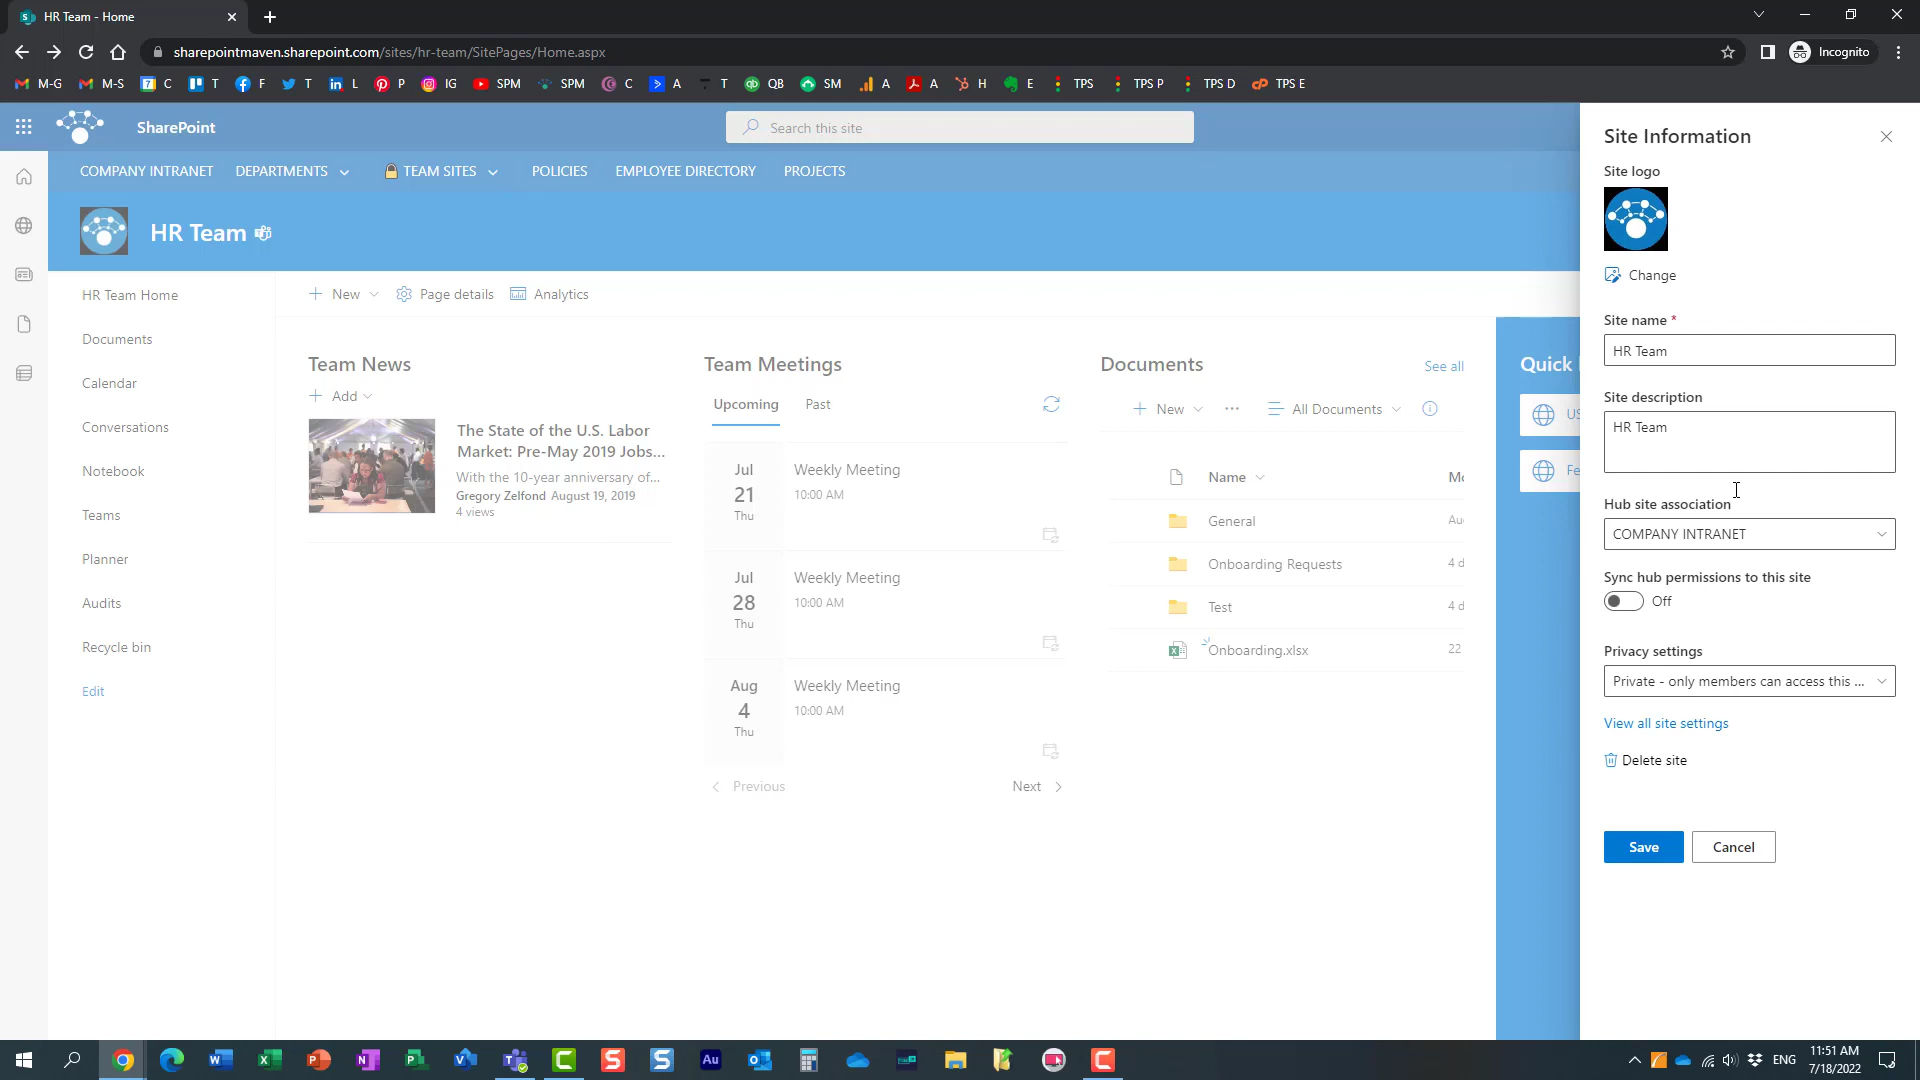 HR Team - Home
sharepointmaven.sharepoint.com/sites/hr-team/SitePages/Home.aspx
Incognito
M-G M-S C T F T L P IG SPM SPM C A T QB SM A A H E TPS TPS P TPS D TPS E
SharePoint
Search this site
COMPANY INTRANET DEPARTMENTS TEAM SITES POLICIES EMPLOYEE DIRECTORY PROJECTS
HR Team
HR Team Home
Documents
Calendar
Conversations
Notebook
Teams
Planner
Audits
Recycle bin
Edit
New Page details Analytics
Team News
Add
The State of the U.S. Labor
Market: Pre-May 2019 Jobs...
With the 10-year anniversary of...
Gregory Zelfond August 19, 2019
4 views
Team Meetings
Upcoming Past
Jul
21
Thu
Weekly Meeting
10:00 AM
Jul
28
Thu
Weekly Meeting
10:00 AM
Aug
4
Thu
Weekly Meeting
10:00 AM
Previous Next
Documents
See all
New ... All Documents
Name
General
Onboarding Requests
4 d
Test
4 d
Onboarding.xlsx
22
Quick
Site Information
Site logo
Change
Site name *
HR Team
Site description
HR Team
Hub site association
COMPANY INTRANET
Sync hub permissions to this site
Off
Privacy settings
Private - only members can access this ...
View all site settings
Delete site
Save Cancel
ENG
11:51 AM
7/18/2022